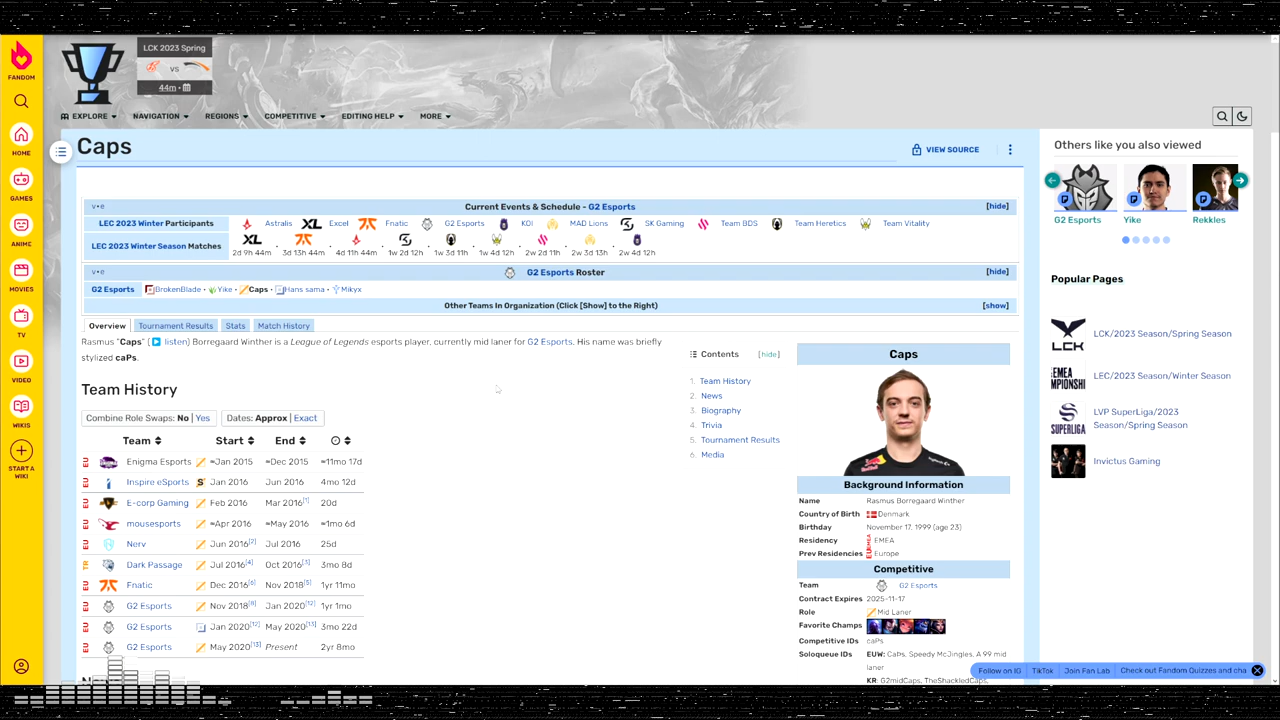 LCK 2023 Spring
vs
44m •
FANDOM
HOME
GAMES
ANIME
MOVIES
TV
VIDEO
WIKIS
START A WIKI
EXPLORE NAVIGATION REGIONS COMPETITIVE EDITING HELP MORE
Caps
VIEW SOURCE
v•e Current Events & Schedule - G2 Esports [hide]
LEC 2023 Winter Participants Astralis Excel Fnatic G2 Esports KOI MAD Lions SK Gaming Team BDS Team Heretics Team Vitality
LEC 2023 Winter Season Matches 2d 9h 44m 3d 13h 44m 4d 11h 44m 1w 2d 12h 1w 3d 11h 1w 4d 12h 2w 2d 11h 2w 3d 13h 2w 4d 12h
v•e G2 Esports Roster [hide]
G2 Esports BrokenBlade • Yike • Caps • Hans sama • Mikyx
Other Teams In Organization (Click [Show] to the Right) [show]
Overview Tournament Results Stats Match History
Rasmus "Caps" ( listen) Borregaard Winther is a League of Legends esports player, currently mid laner for G2 Esports. His name was briefly
stylized caPs.
Team History
Combine Role Swaps: No | Yes Dates: Approx | Exact
Team Start End
EU Enigma Esports ≈Jan 2015 ≈Dec 2015 ≈11mo 17d
EU Inspire eSports Jan 2016 Jun 2016 4mo 12d
EU E-corp Gaming Feb 2016 Mar 2016[1] 20d
EU mousesports ≈Apr 2016 ≈May 2016 ≈1mo 6d
EU Nerv Jun 2016[2] Jul 2016 25d
TR Dark Passage Jul 2016[4] Oct 2016[3] 3mo 8d
EU Fnatic Dec 2016[6] Nov 2018[5] 1yr 11mo
EU G2 Esports Nov 2018[8] Jan 2020[12] 1yr 1mo
EU G2 Esports Jan 2020[12] May 2020[13] 3mo 22d
EU G2 Esports May 2020[13] Present 2yr 8mo
Contents [hide]
1. Team History
2. News
3. Biography
4. Trivia
5. Tournament Results
6. Media
Caps
Background Information
Name Rasmus Borregaard Winther
Country of Birth Denmark
Birthday November 17, 1999 (age 23)
Residency EMEA
Prev Residencies Europe
Competitive
Team G2 Esports
Contract Expires 2025-11-17
Role Mid Laner
Favorite Champs
Competitive IDs caPs
Soloqueue IDs EUW: Caps, Speedy McJingles, A 99 mid
laner
KR: G2midCaps, TheShackledCaps,
Others like you also viewed
G2 Esports Yike Rekkles
Popular Pages
LCK
LCK/2023 Season/Spring Season
LEC/2023 Season/Winter Season
SUPERLIGA
LVP SuperLiga/2023
Season/Spring Season
Invictus Gaming
Follow on IG TikTok Join Fan Lab Check out Fandom Quizzes and cha